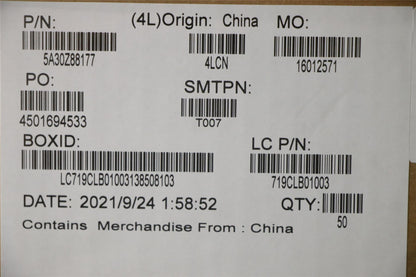 P/N: (4L)Origin: China MO:
5A30Z88177 4LCN 16012571
PO: SMTPN:
4501694533 T007
BOXID: LC P/N:
LC719CLB01003138508103 719CLB01003
DATE: 2021/9/24 1:58:52 QTY:
50
Contains Merchandise From : China